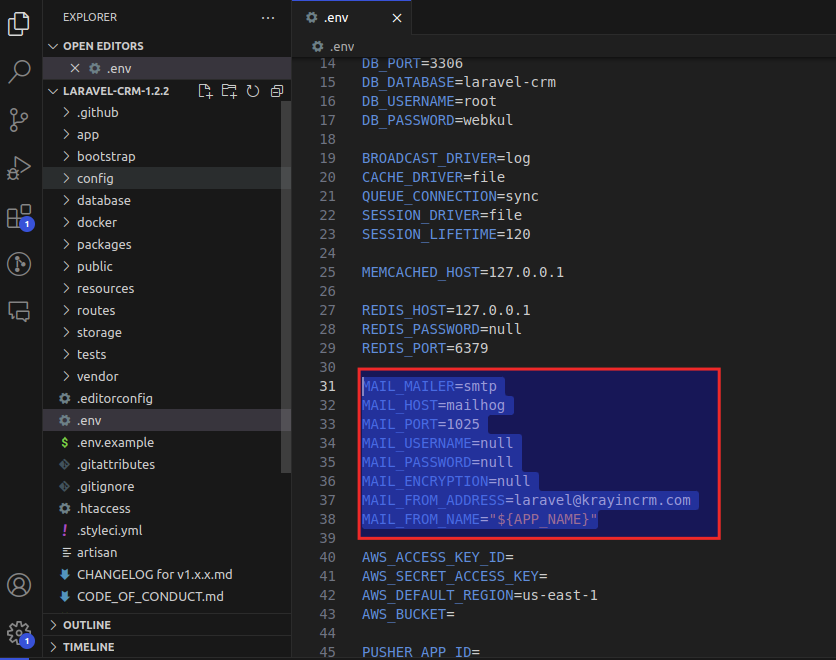 EXPLORER
OPEN EDITORS
.env
LARAVEL-CRM-1.2.2
.github
app
bootstrap
config
database
docker
packages
public
resources
routes
storage
tests
vendor
.editorconfig
.env
$ .env.example
.gitattributes
.gitignore
.htaccess
! .styleci.yml
artisan
CHANGELOG for v1.x.x.md
CODE_OF_CONDUCT.md
OUTLINE
TIMELINE
1
1
.env
.env
14 DB_PORT=3306
15 DB_DATABASE=laravel-crm
16 DB_USERNAME=root
17 DB_PASSWORD=webkul
18
19 BROADCAST_DRIVER=log
20 CACHE_DRIVER=file
21 QUEUE_CONNECTION=sync
22 SESSION_DRIVER=file
23 SESSION_LIFETIME=120
24
25 MEMCACHED_HOST=127.0.0.1
26
27 REDIS_HOST=127.0.0.1
28 REDIS_PASSWORD=null
29 REDIS_PORT=6379
30
31 MAIL_MAILER=smtp
32 MAIL_HOST=mailhog
33 MAIL_PORT=1025
34 MAIL_USERNAME=null
35 MAIL_PASSWORD=null
36 MAIL_ENCRYPTION=null
37 MAIL_FROM_ADDRESS=laravel@krayincrm.com
38 MAIL_FROM_NAME="${APP_NAME}"
39
40 AWS_ACCESS_KEY_ID=
41 AWS_SECRET_ACCESS_KEY=
42 AWS_DEFAULT_REGION=us-east-1
43 AWS_BUCKET=
44
45 PUSHER_APP_ID=